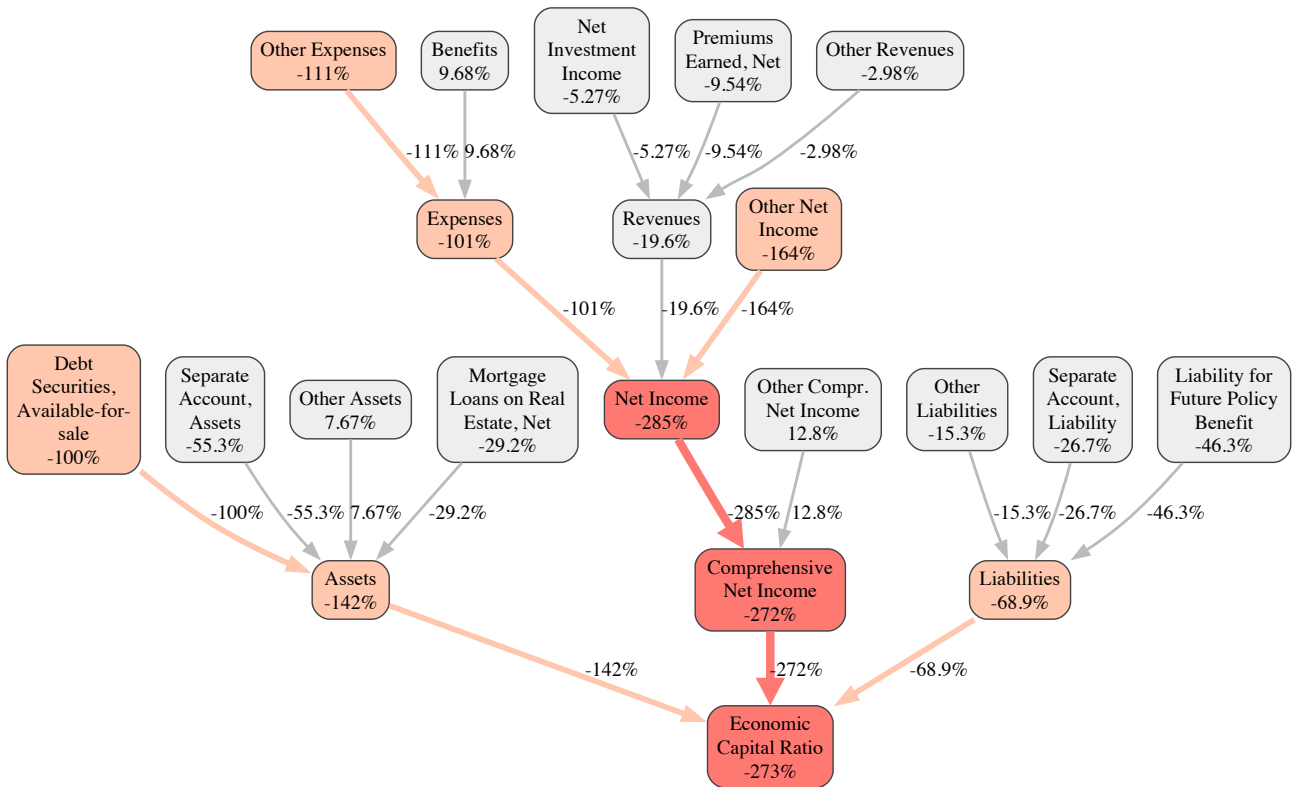 Other Expenses
-111%
Benefits
9.68%
Net
Investment
Income
-5.27%
Premiums
Earned, Net
-9.54%
Other Revenues
-2.98%
-111%
9.68%
-5.27%
-9.54%
-2.98%
Expenses
-101%
Revenues
-19.6%
Other Net
Income
-164%
-101%
-19.6%
-164%
Debt
Securities,
Available-for-
sale
-100%
Separate
Account,
Assets
-55.3%
Other Assets
7.67%
Mortgage
Loans on Real
Estate, Net
-29.2%
Net Income
-285%
Other Compr.
Net Income
12.8%
Other
Liabilities
-15.3%
Separate
Account,
Liability
-26.7%
Liability for
Future Policy
Benefit
-46.3%
-100%
-55.3%
7.67%
-29.2%
-285%
12.8%
-15.3%
-26.7%
-46.3%
Assets
-142%
Comprehensive
Net Income
-272%
Liabilities
-68.9%
-142%
-272%
-68.9%
Economic
Capital Ratio
-273%